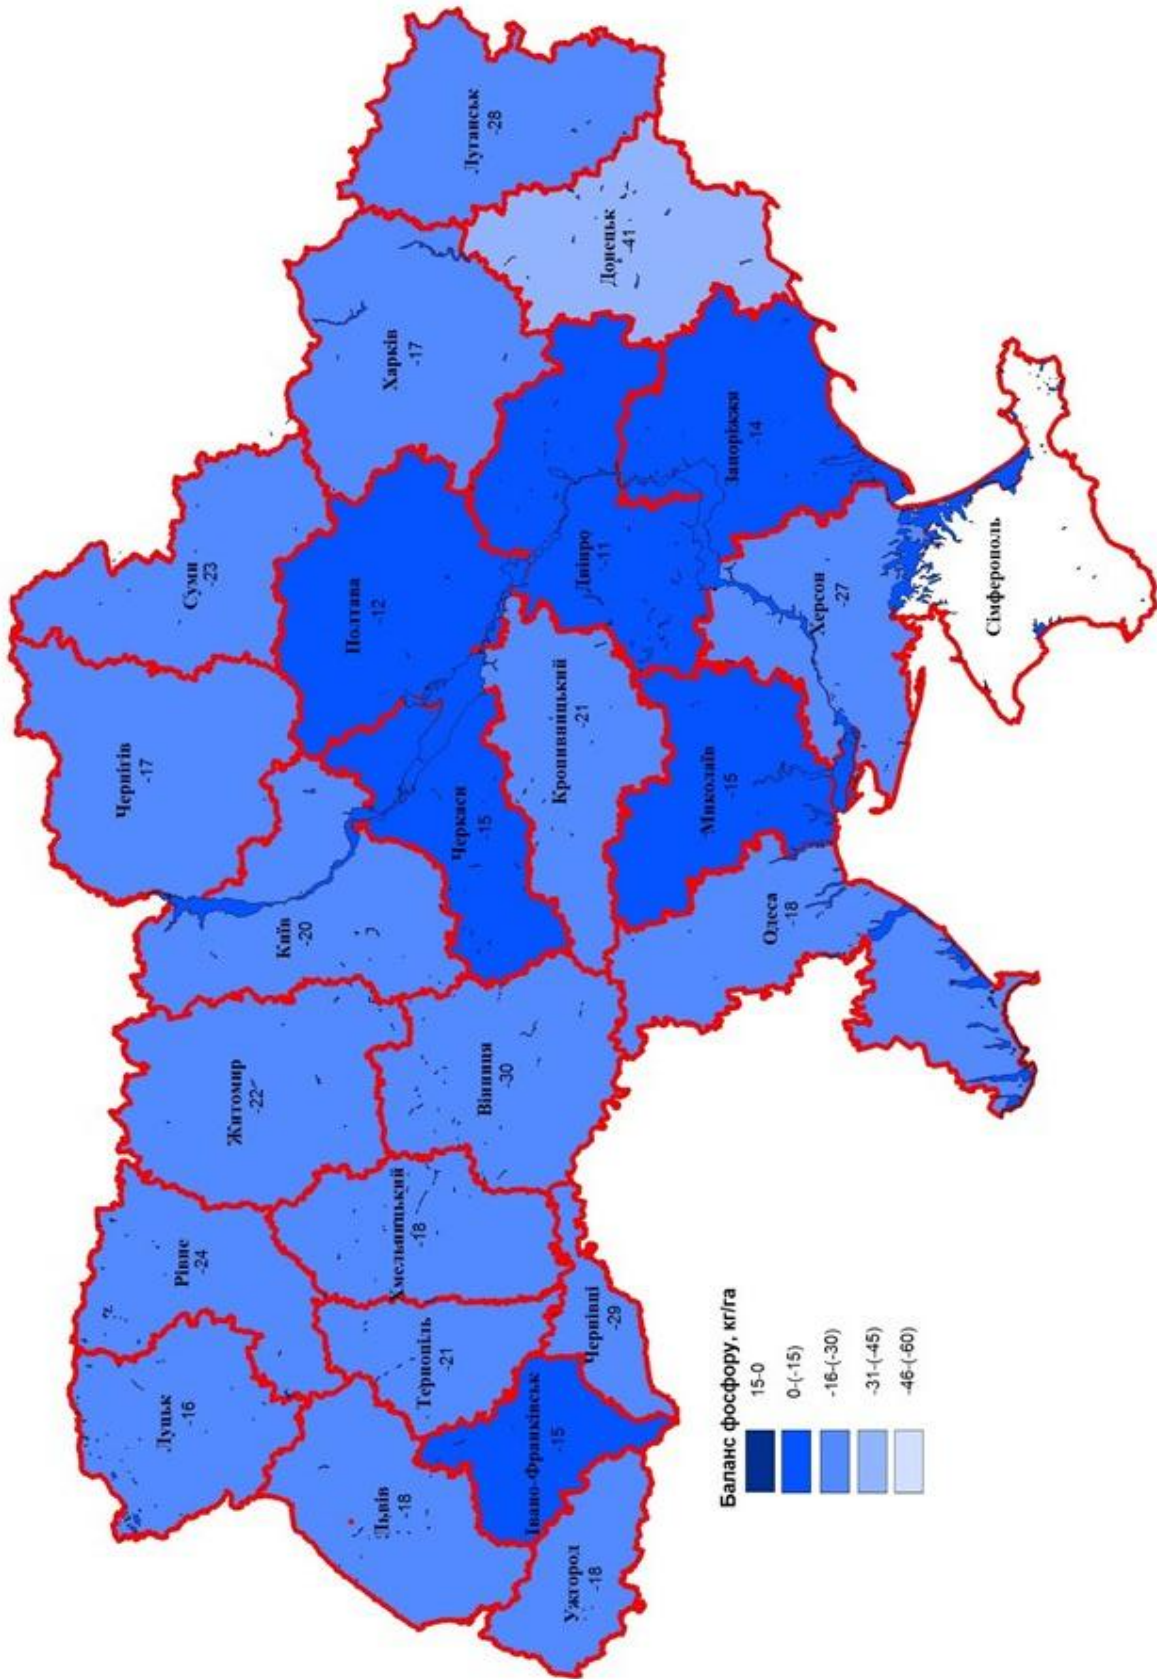 Луцьк
-16
Рівне
-24
Житомир
-22
Київ
-20
Чернігів
-17
Суми
-23
Львів
-18
Тернопіль
-21
Хмельницький
-18
Вінниця
-30
Черкаси
-15
Полтава
-12
Харків
-17
Луганськ
-28
Ужгород
-18
Івано-Франківськ
-15
Чернівці
-29
Кропивницький
-21
Дніпро
-11
Донецьк
-41
Одеса
-18
Миколаїв
-15
Херсон
-27
Запоріжжя
-14
Сімферополь
Баланс фосфору, кг/га
15-0
0-(-15)
-16-(-30)
-31-(-45)
-46-(-60)